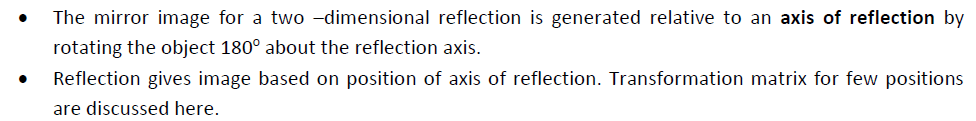 • The mirror image for a two –dimensional reflection is generated relative to an axis of reflection by
rotating the object 180⁰ about the reflection axis.
• Reflection gives image based on position of axis of reflection. Transformation matrix for few positions
are discussed here.